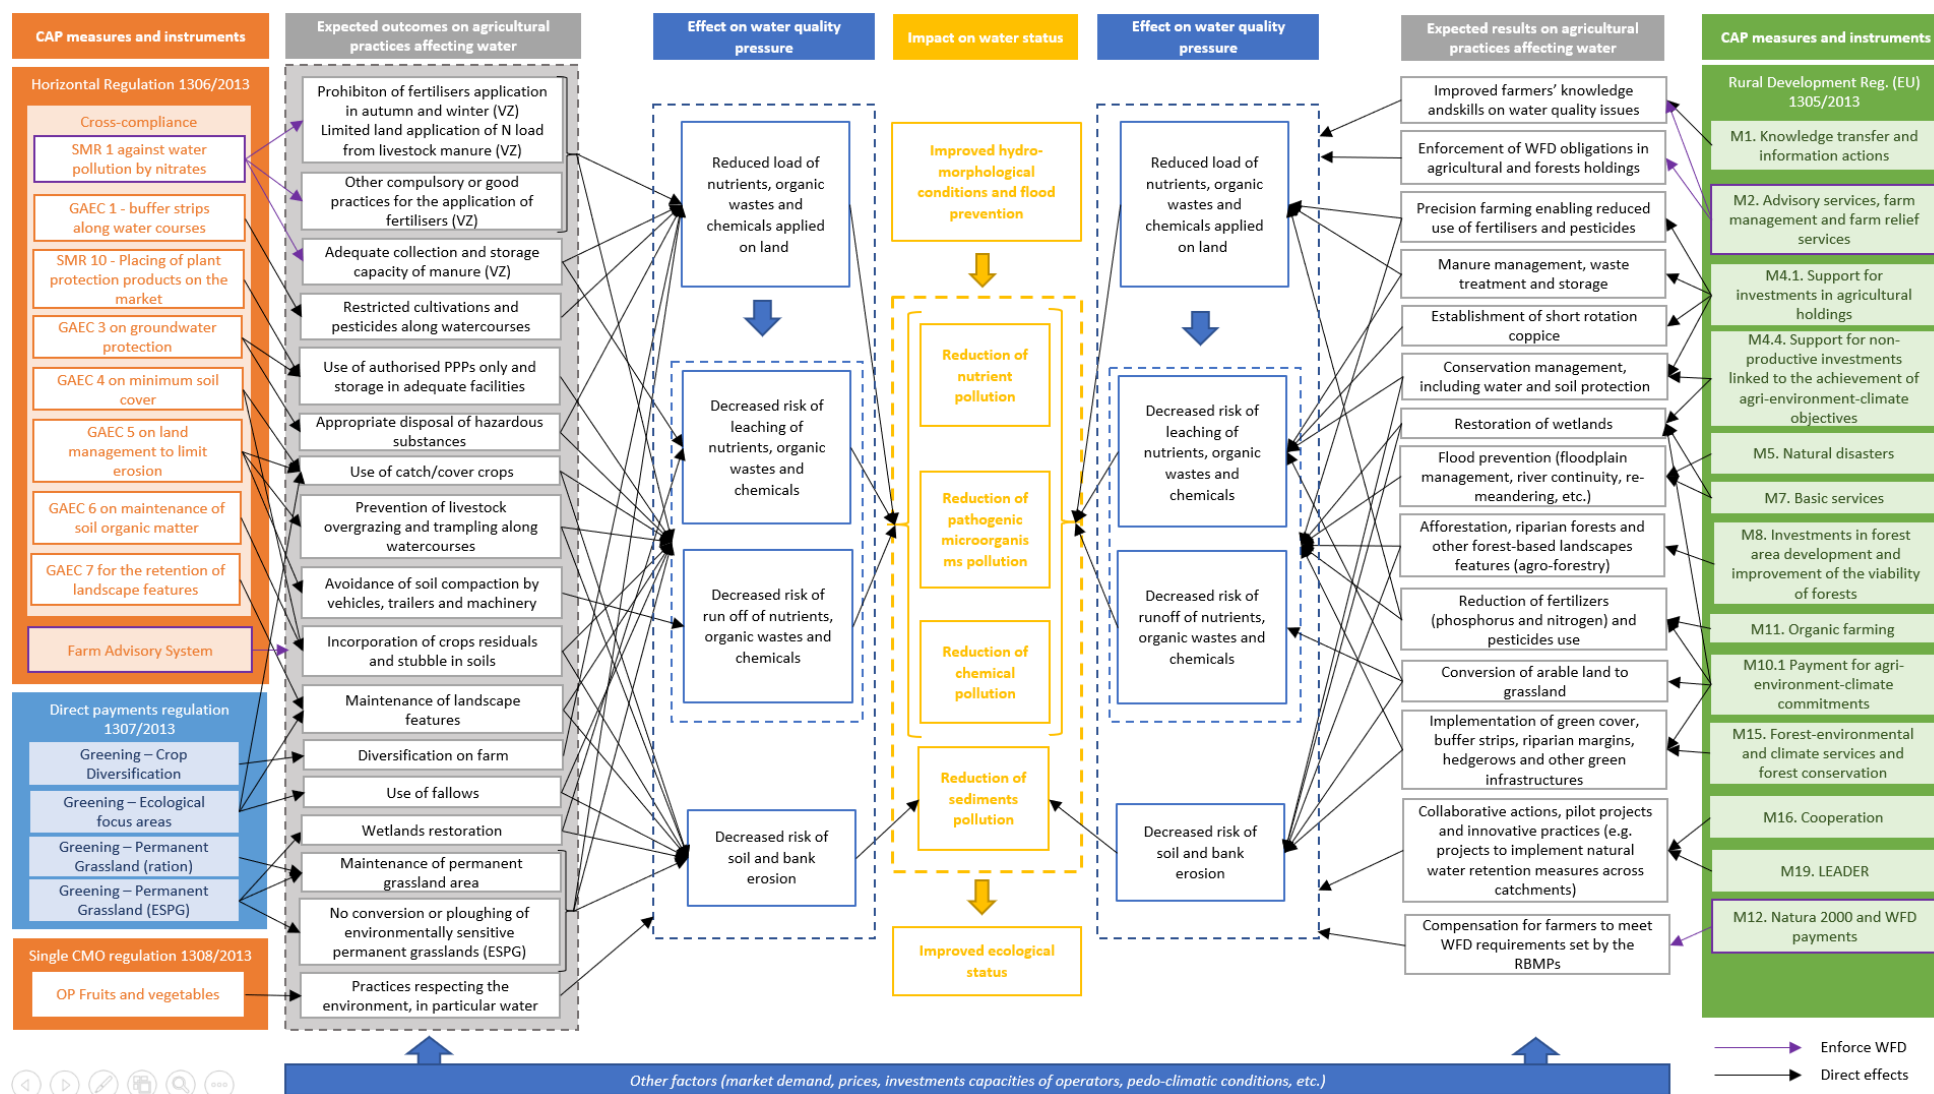 CAP measures and instruments
Horizontal Regulation 1306/2013
Cross-compliance
SMR 1 against water
pollution by nitrates
GAEC 1 - buffer strips
along water courses
SMR 10 - Placing of plant
protection products on the
market
GAEC 3 on groundwater
protection
GAEC 4 on minimum soil
cover
GAEC 5 on land
management to limit
erosion
GAEC 6 on maintenance of
soil organic matter
GAEC 7 for the retention of
landscape features
Farm Advisory System
Direct payments regulation
1307/2013
Greening – Crop
Diversification
Greening – Ecological
focus areas
Greening – Permanent
Grassland (ration)
Greening – Permanent
Grassland (ESPG)
Single CMO regulation 1308/2013
OP Fruits and vegetables
Expected outcomes on agricultural
practices affecting water
Prohibiton of fertilisers application
in autumn and winter (VZ)
Limited land application of N load
from livestock manure (VZ)
Other compulsory or good
practices for the application of
fertilisers (VZ)
Adequate collection and storage
capacity of manure (VZ)
Restricted cultivations and
pesticides along watercourses
Use of authorised PPPs only and
storage in adequate facilities
Appropriate disposal of hazardous
substances
Use of catch/cover crops
Prevention of livestock
overgrazing and trampling along
watercourses
Avoidance of soil compaction by
vehicles, trailers and machinery
Incorporation of crops residuals
and stubble in soils
Maintenance of landscape
features
Diversification on farm
Use of fallows
Wetlands restoration
Maintenance of permanent
grassland area
No conversion or ploughing of
environmentally sensitive
permanent grasslands (ESPG)
Practices respecting the
environment, in particular water
Effect on water quality
pressure
Reduced load of
nutrients, organic
wastes and
chemicals applied
on land
Decreased risk of
leaching of
nutrients, organic
wastes and
chemicals
Decreased risk of
run off of nutrients,
organic wastes and
chemicals
Decreased risk of
soil and bank
erosion
Impact on water status
Improved hydro-
morphological
conditions and flood
prevention
Reduction of
nutrient
pollution
Reduction of
pathogenic
microorganis
ms pollution
Reduction of
chemical
pollution
Reduction of
sediments
pollution
Improved ecological
status
Effect on water quality
pressure
Reduced load of
nutrients, organic
wastes and
chemicals applied
on land
Decreased risk of
leaching of
nutrients, organic
wastes and
chemicals
Decreased risk of
runoff of nutrients,
organic wastes and
chemicals
Decreased risk of
soil and bank
erosion
Expected results on agricultural
practices affecting water
Improved farmers’ knowledge
andskills on water quality issues
Enforcement of WFD obligations in
agricultural and forests holdings
Precision farming enabling reduced
use of fertilisers and pesticides
Manure management, waste
treatment and storage
Establishment of short rotation
coppice
Conservation management,
including water and soil protection
Restoration of wetlands
Flood prevention (floodplain
management, river continuity, re-
meandering, etc.)
Afforestation, riparian forests and
other forest-based landscapes
features (agro-forestry)
Reduction of fertilizers
(phosphorus and nitrogen) and
pesticides use
Conversion of arable land to
grassland
Implementation of green cover,
buffer strips, riparian margins,
hedgerows and other green
infrastructures
Collaborative actions, pilot projects
and innovative practices (e.g.
projects to implement natural
water retention measures across
catchments)
Compensation for farmers to meet
WFD requirements set by the
RBMPs
CAP measures and instruments
Rural Development Reg. (EU)
1305/2013
M1. Knowledge transfer and
information actions
M2. Advisory services, farm
management and farm relief
services
M4.1. Support for
investments in agricultural
holdings
M4.4. Support for non-
productive investments
linked to the achievement of
agri-environment-climate
objectives
M5. Natural disasters
M7. Basic services
M8. Investments in forest
area development and
improvement of the viability
of forests
M11. Organic farming
M10.1 Payment for agri-
environment-climate
commitments
M15. Forest-environmental
and climate services and
forest conservation
M16. Cooperation
M19. LEADER
M12. Natura 2000 and WFD
payments
Enforce WFD
Direct effects
Other factors (market demand, prices, investments capacities of operators, pedo-climatic conditions, etc.)